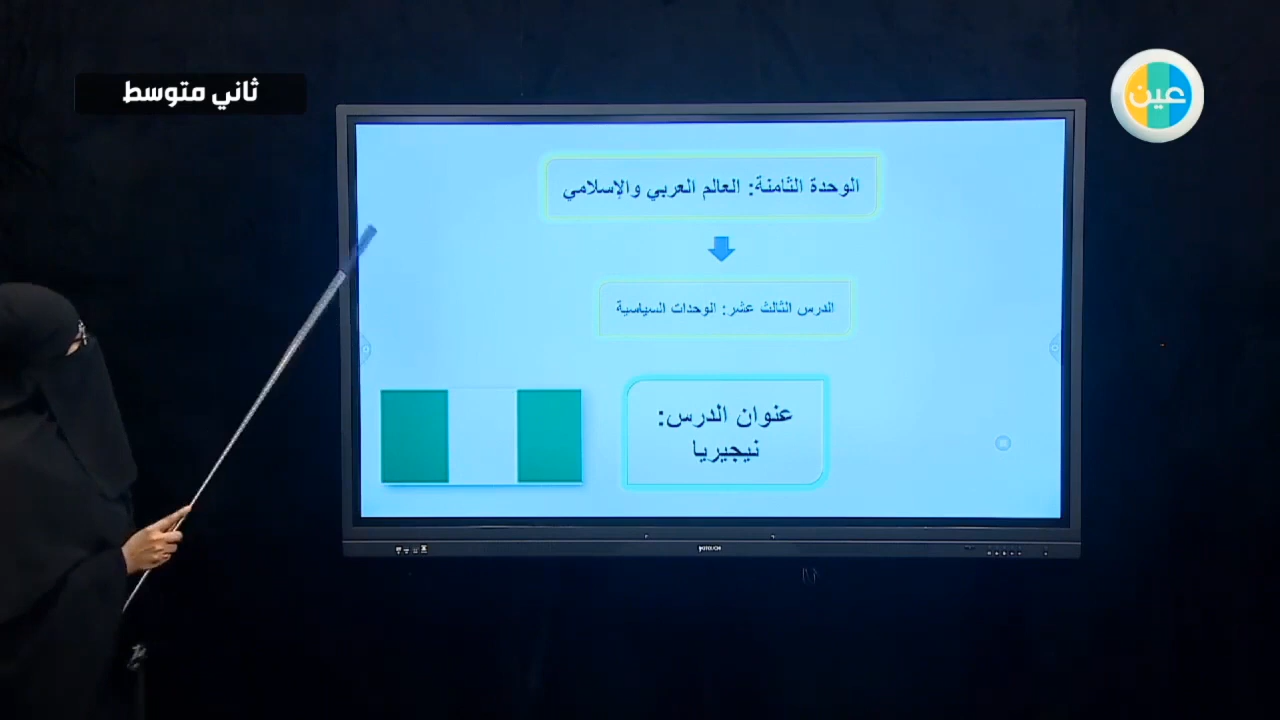 ثاني متوسط
عين
الوحدة الثامنة: العالم العربي والإسلامي
الدرس الثالث عشر: الوحدات السياسية
عنوان الدرس:
نيجيريا